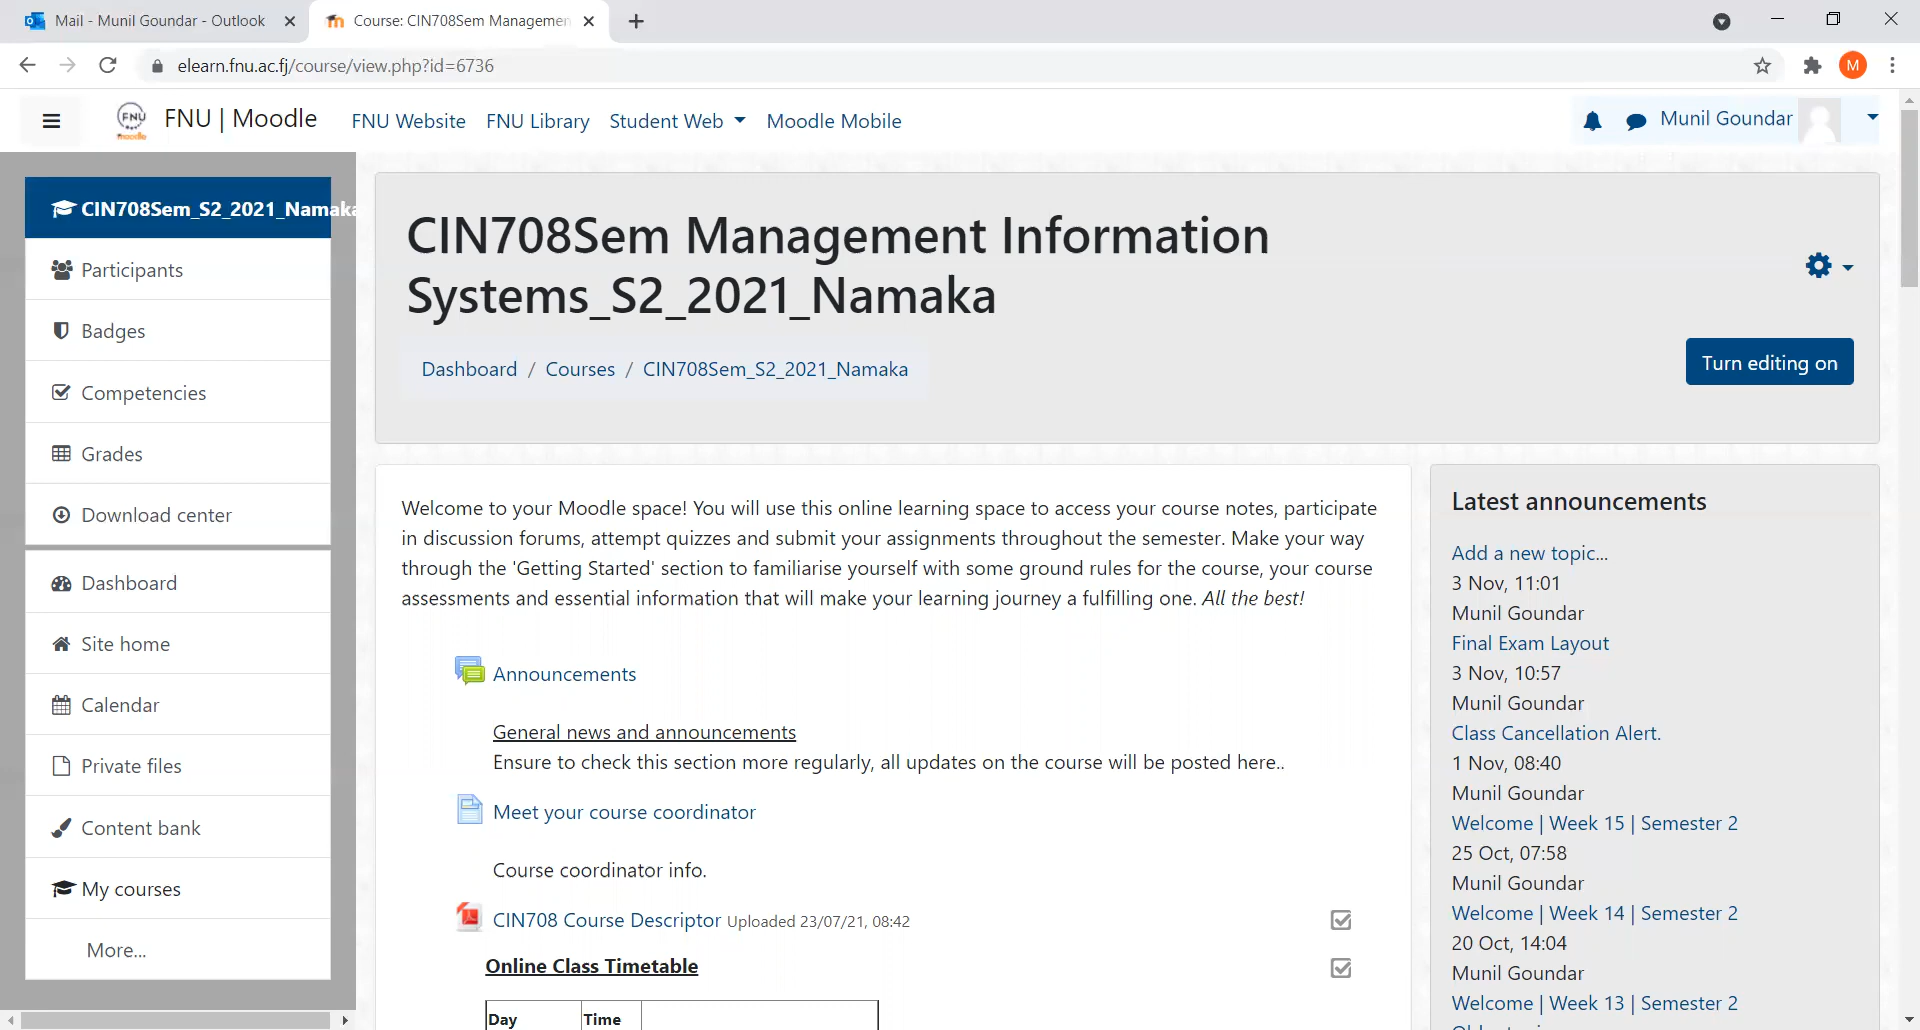 Mail - Munil Goundar - Outlook
Course: CIN708Sem Managemen
elearn.fnu.ac.fj/course/view.php?id=6736
M
FNU
moodle
FNU | Moodle
FNU Website
FNU Library
Student Web
Moodle Mobile
Munil Goundar
CIN708Sem_S2_2021_Namaka
Participants
Badges
Competencies
Grades
Download center
Dashboard
Site home
Calendar
Private files
Content bank
My courses
More...
CIN708Sem Management Information
Systems_S2_2021_Namaka
Dashboard / Courses / CIN708Sem_S2_2021_Namaka
Turn editing on
Welcome to your Moodle space! You will use this online learning space to access your course notes, participate
in discussion forums, attempt quizzes and submit your assignments throughout the semester. Make your way
through the 'Getting Started' section to familiarise yourself with some ground rules for the course, your course
assessments and essential information that will make your learning journey a fulfilling one. All the best!
Announcements
General news and announcements
Ensure to check this section more regularly, all updates on the course will be posted here..
Meet your course coordinator
Course coordinator info.
CIN708 Course Descriptor Uploaded 23/07/21, 08:42
Online Class Timetable
Day Time
Latest announcements
Add a new topic...
3 Nov, 11:01
Munil Goundar
Final Exam Layout
3 Nov, 10:57
Munil Goundar
Class Cancellation Alert.
1 Nov, 08:40
Munil Goundar
Welcome | Week 15 | Semester 2
25 Oct, 07:58
Munil Goundar
Welcome | Week 14 | Semester 2
20 Oct, 14:04
Munil Goundar
Welcome | Week 13 | Semester 2